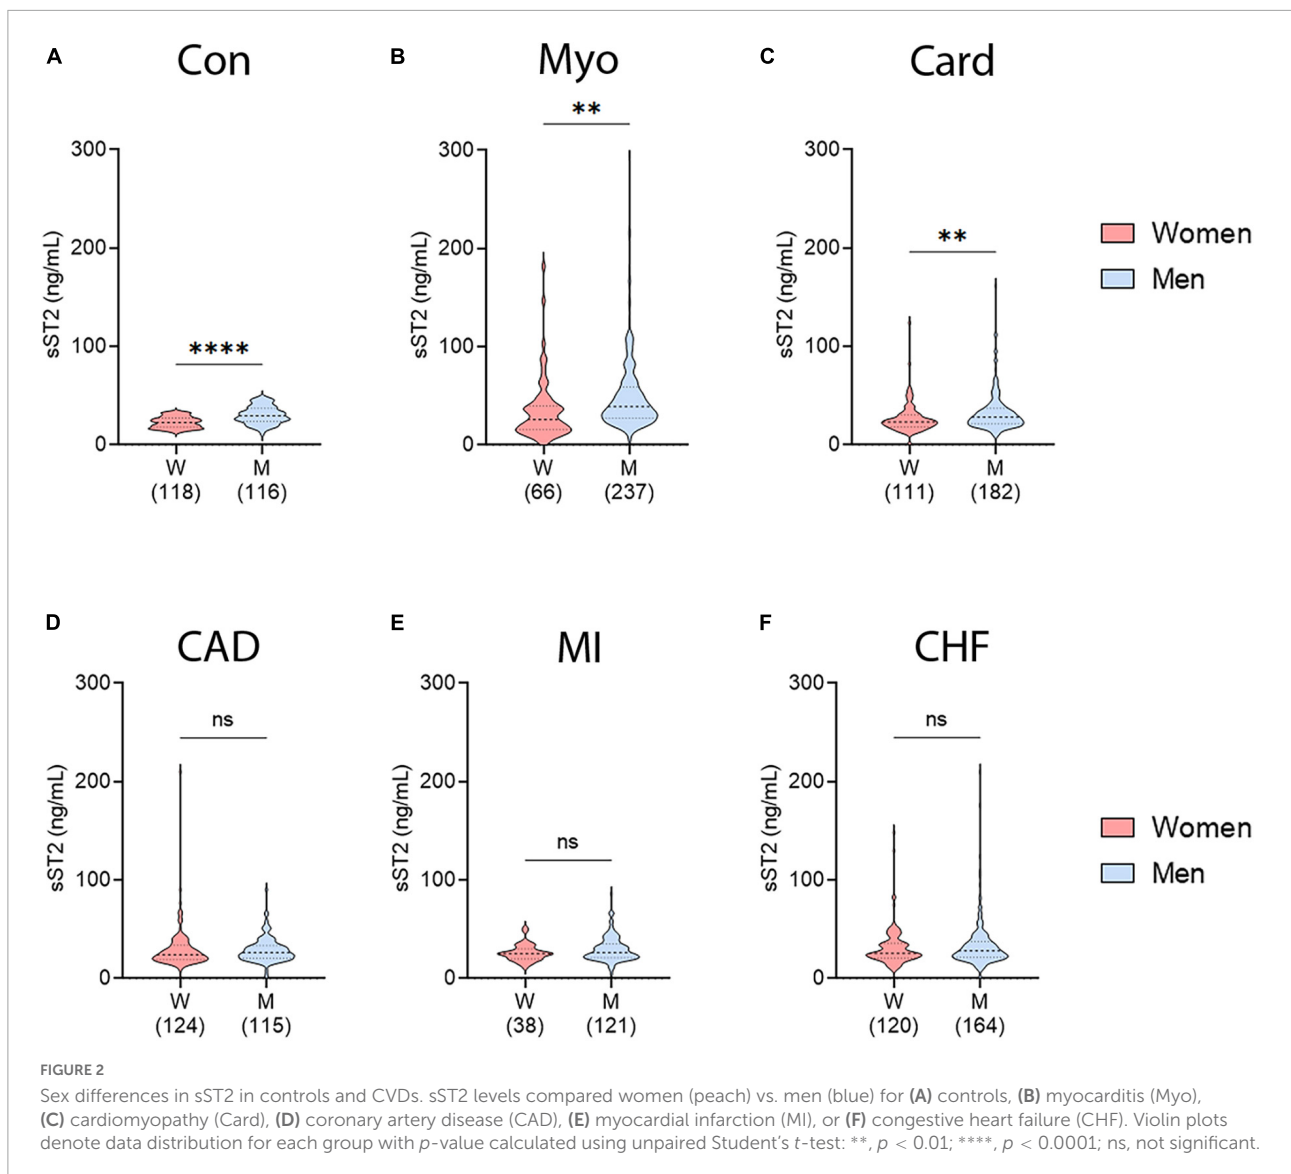 A Con
B Myo
C Card
**
300
200
100
0
sST2 (ng/mL)
****
W M
(118) (116)
300
200
100
0
sST2 (ng/mL)
W M
(66) (237)
300
200
100
0
sST2 (ng/mL)
**
W M
(111) (182)
Women
Men
D CAD
E MI
F CHF
300
200
100
0
sST2 (ng/mL)
ns
W M
(124) (115)
300
200
100
0
sST2 (ng/mL)
ns
W M
(38) (121)
300
200
100
0
sST2 (ng/mL)
ns
W M
(120) (164)
Women
Men
FIGURE 2
Sex differences in sST2 in controls and CVDs. sST2 levels compared women (peach) vs. men (blue) for (A) controls, (B) myocarditis (Myo),
(C) cardiomyopathy (Card), (D) coronary artery disease (CAD), (E) myocardial infarction (MI), or (F) congestive heart failure (CHF). Violin plots
denote data distribution for each group with p-value calculated using unpaired Student's t-test: **, p < 0.01; ****, p < 0.0001; ns, not significant.